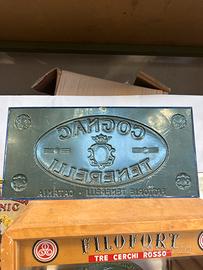 COGNAC
TENERELLI
DISTILLERIE TENERELLI - CATANIA
FILOFORT
TRE CERCHI ROSSO